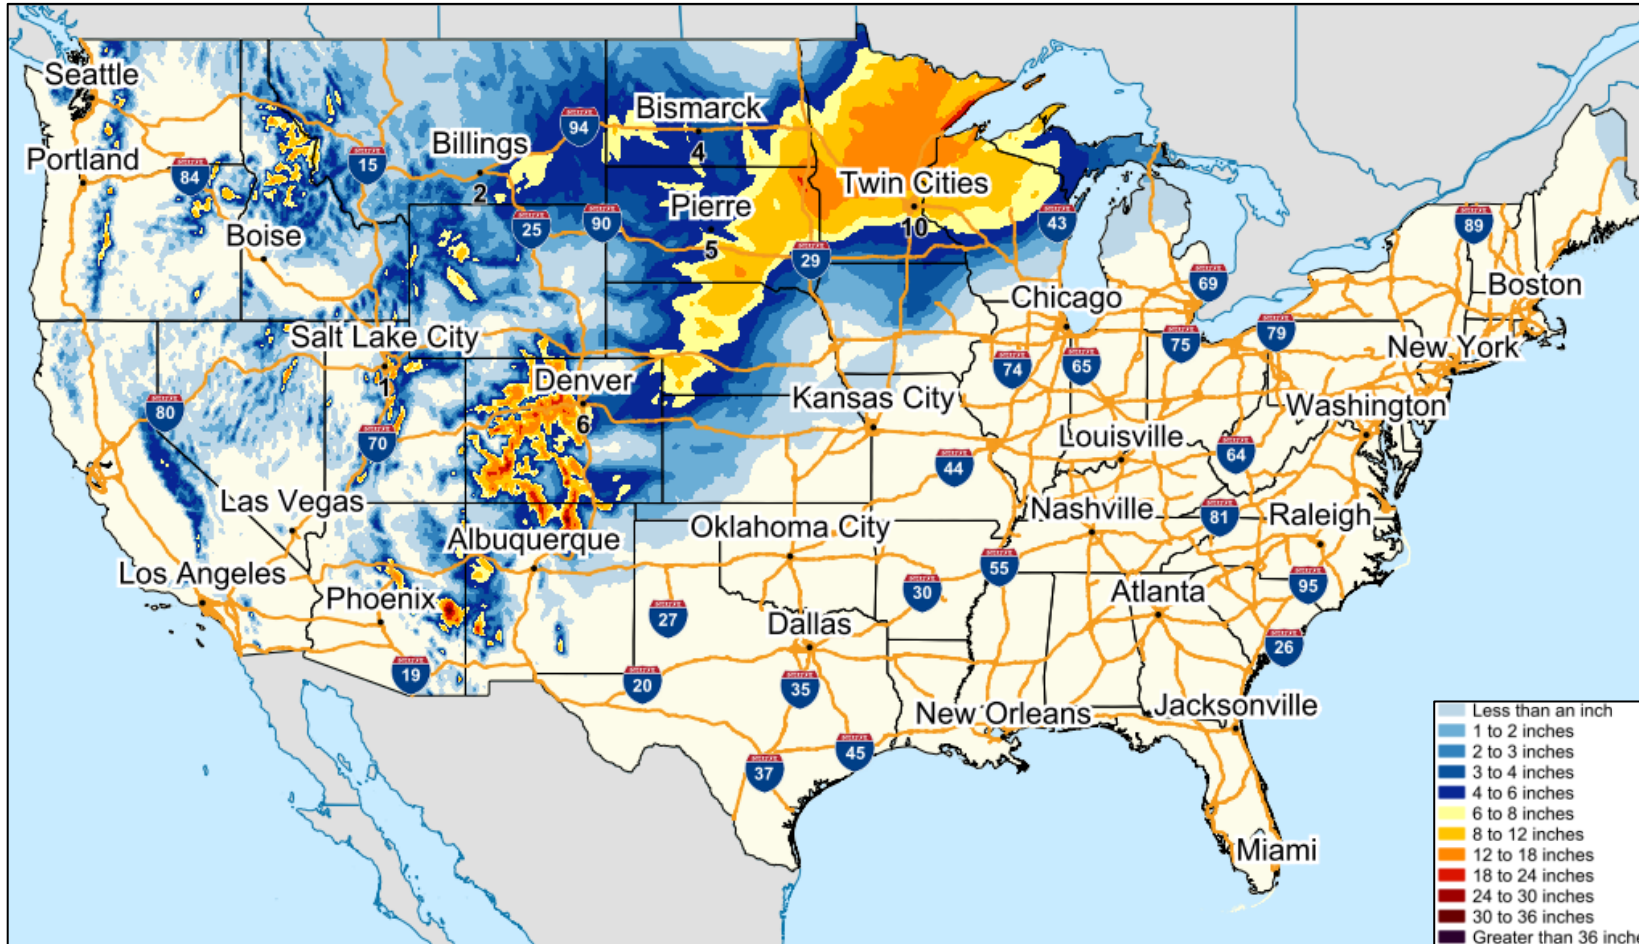 Seattle
Portland
84
15
Billings
2
94
Bismarck
4
Pierre
5
25
90
Twin Cities
10
29
43
Boise
Salt Lake City
1
80
70
Denver
6
Kansas City
Chicago
69
74
65
75
79
89
Boston
New York
Washington
Louisville
64
44
Las Vegas
Los Angeles
Phoenix
Albuquerque
Oklahoma City
Nashville
81
Raleigh
55
30
27
Dallas
Atlanta
95
26
19
20
35
New Orleans
Jacksonville
45
37
Miami
Less than an inch
1 to 2 inches
2 to 3 inches
3 to 4 inches
4 to 6 inches
6 to 8 inches
8 to 12 inches
12 to 18 inches
18 to 24 inches
24 to 30 inches
30 to 36 inches
Greater than 36 inche